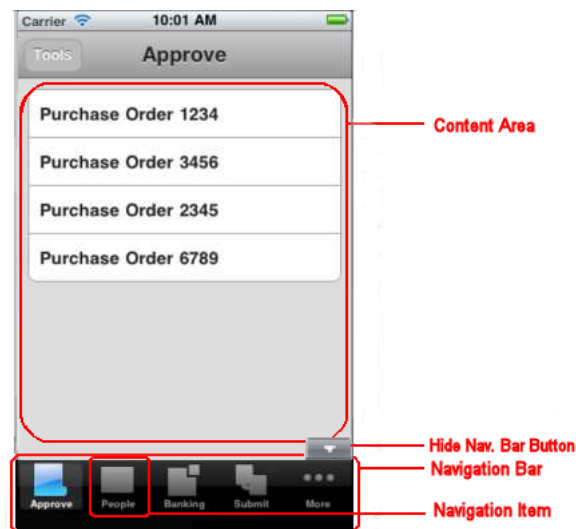 Carrier 10:01 AM
Tools Approve
Purchase Order 1234
Purchase Order 3456
Purchase Order 2345
Purchase Order 6789
Content Area
Hide Nav. Bar Button
Navigation Bar
Approve People Banking Submit More
Navigation Item